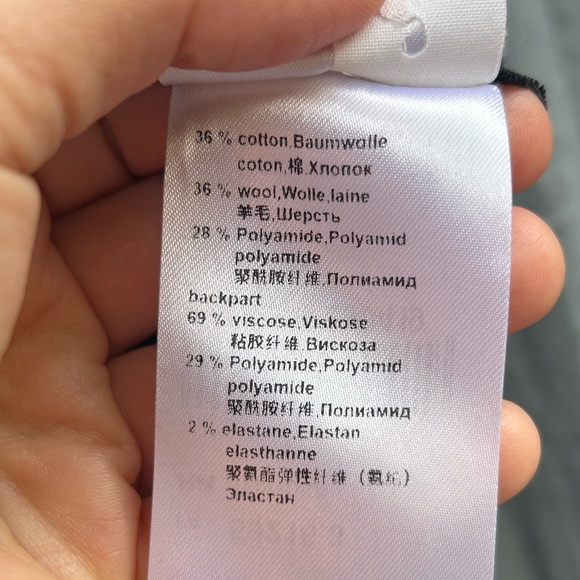 36 % cotton,Baumwolle
coton,棉,Хлопок
36 % wool,Wolle,laine
羊毛,Шерсть
28 % Polyamide,Polyamid
polyamide
聚酰胺纤维,Полиамид
backpart
69 % viscose,Viskose
粘胶纤维,Вискоза
29 % Polyamide,Polyamid
polyamide
聚酰胺纤维,Полиамид
2 % elastane,Elastan
elasthanne
聚氨酯弹性纤维（氨纶）
Эластан